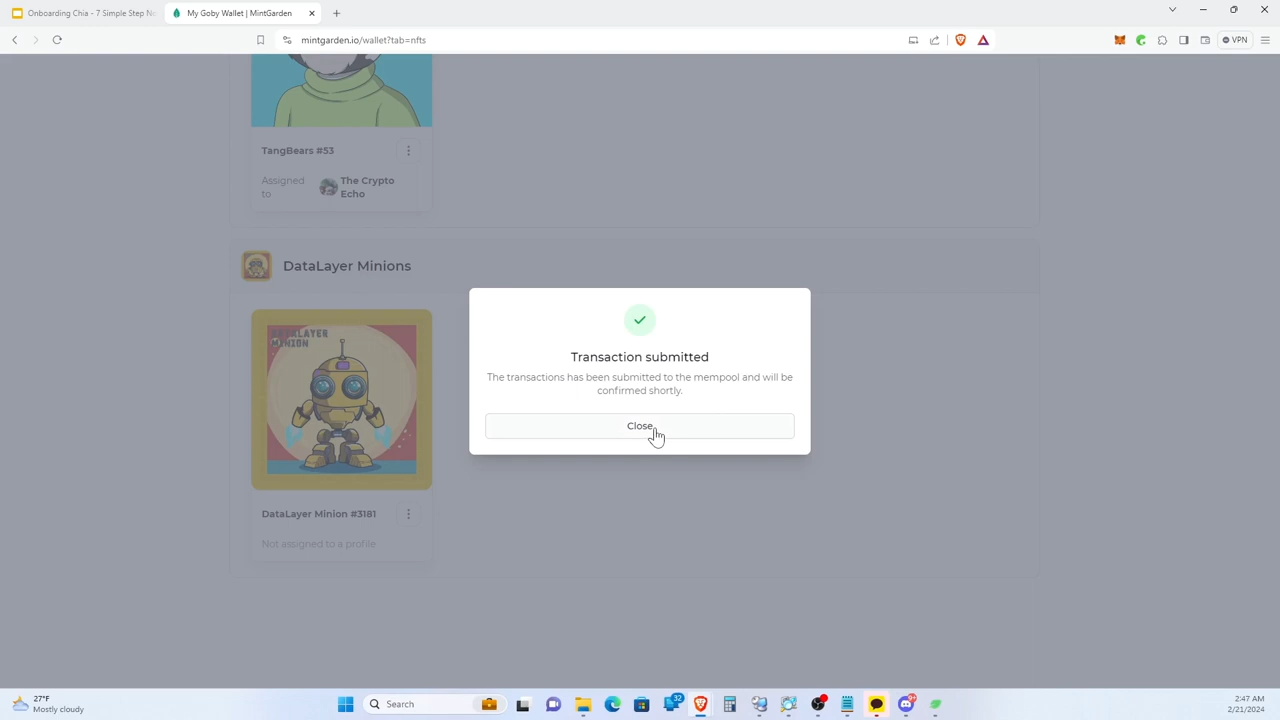 Onboarding Chia - 7 Simple Step No
My Goby Wallet | MintGarden
mintgarden.io/wallet?tab=nfts
VPN
TangBears #53
Assigned to
The Crypto Echo
DataLayer Minions
DATALAYER
MINION
DataLayer Minion #3181
Not assigned to a profile
Transaction submitted
The transactions has been submitted to the mempool and will be
confirmed shortly.
Close
27°F
Mostly cloudy
Search
32
9+
2:47 AM
2/21/2024